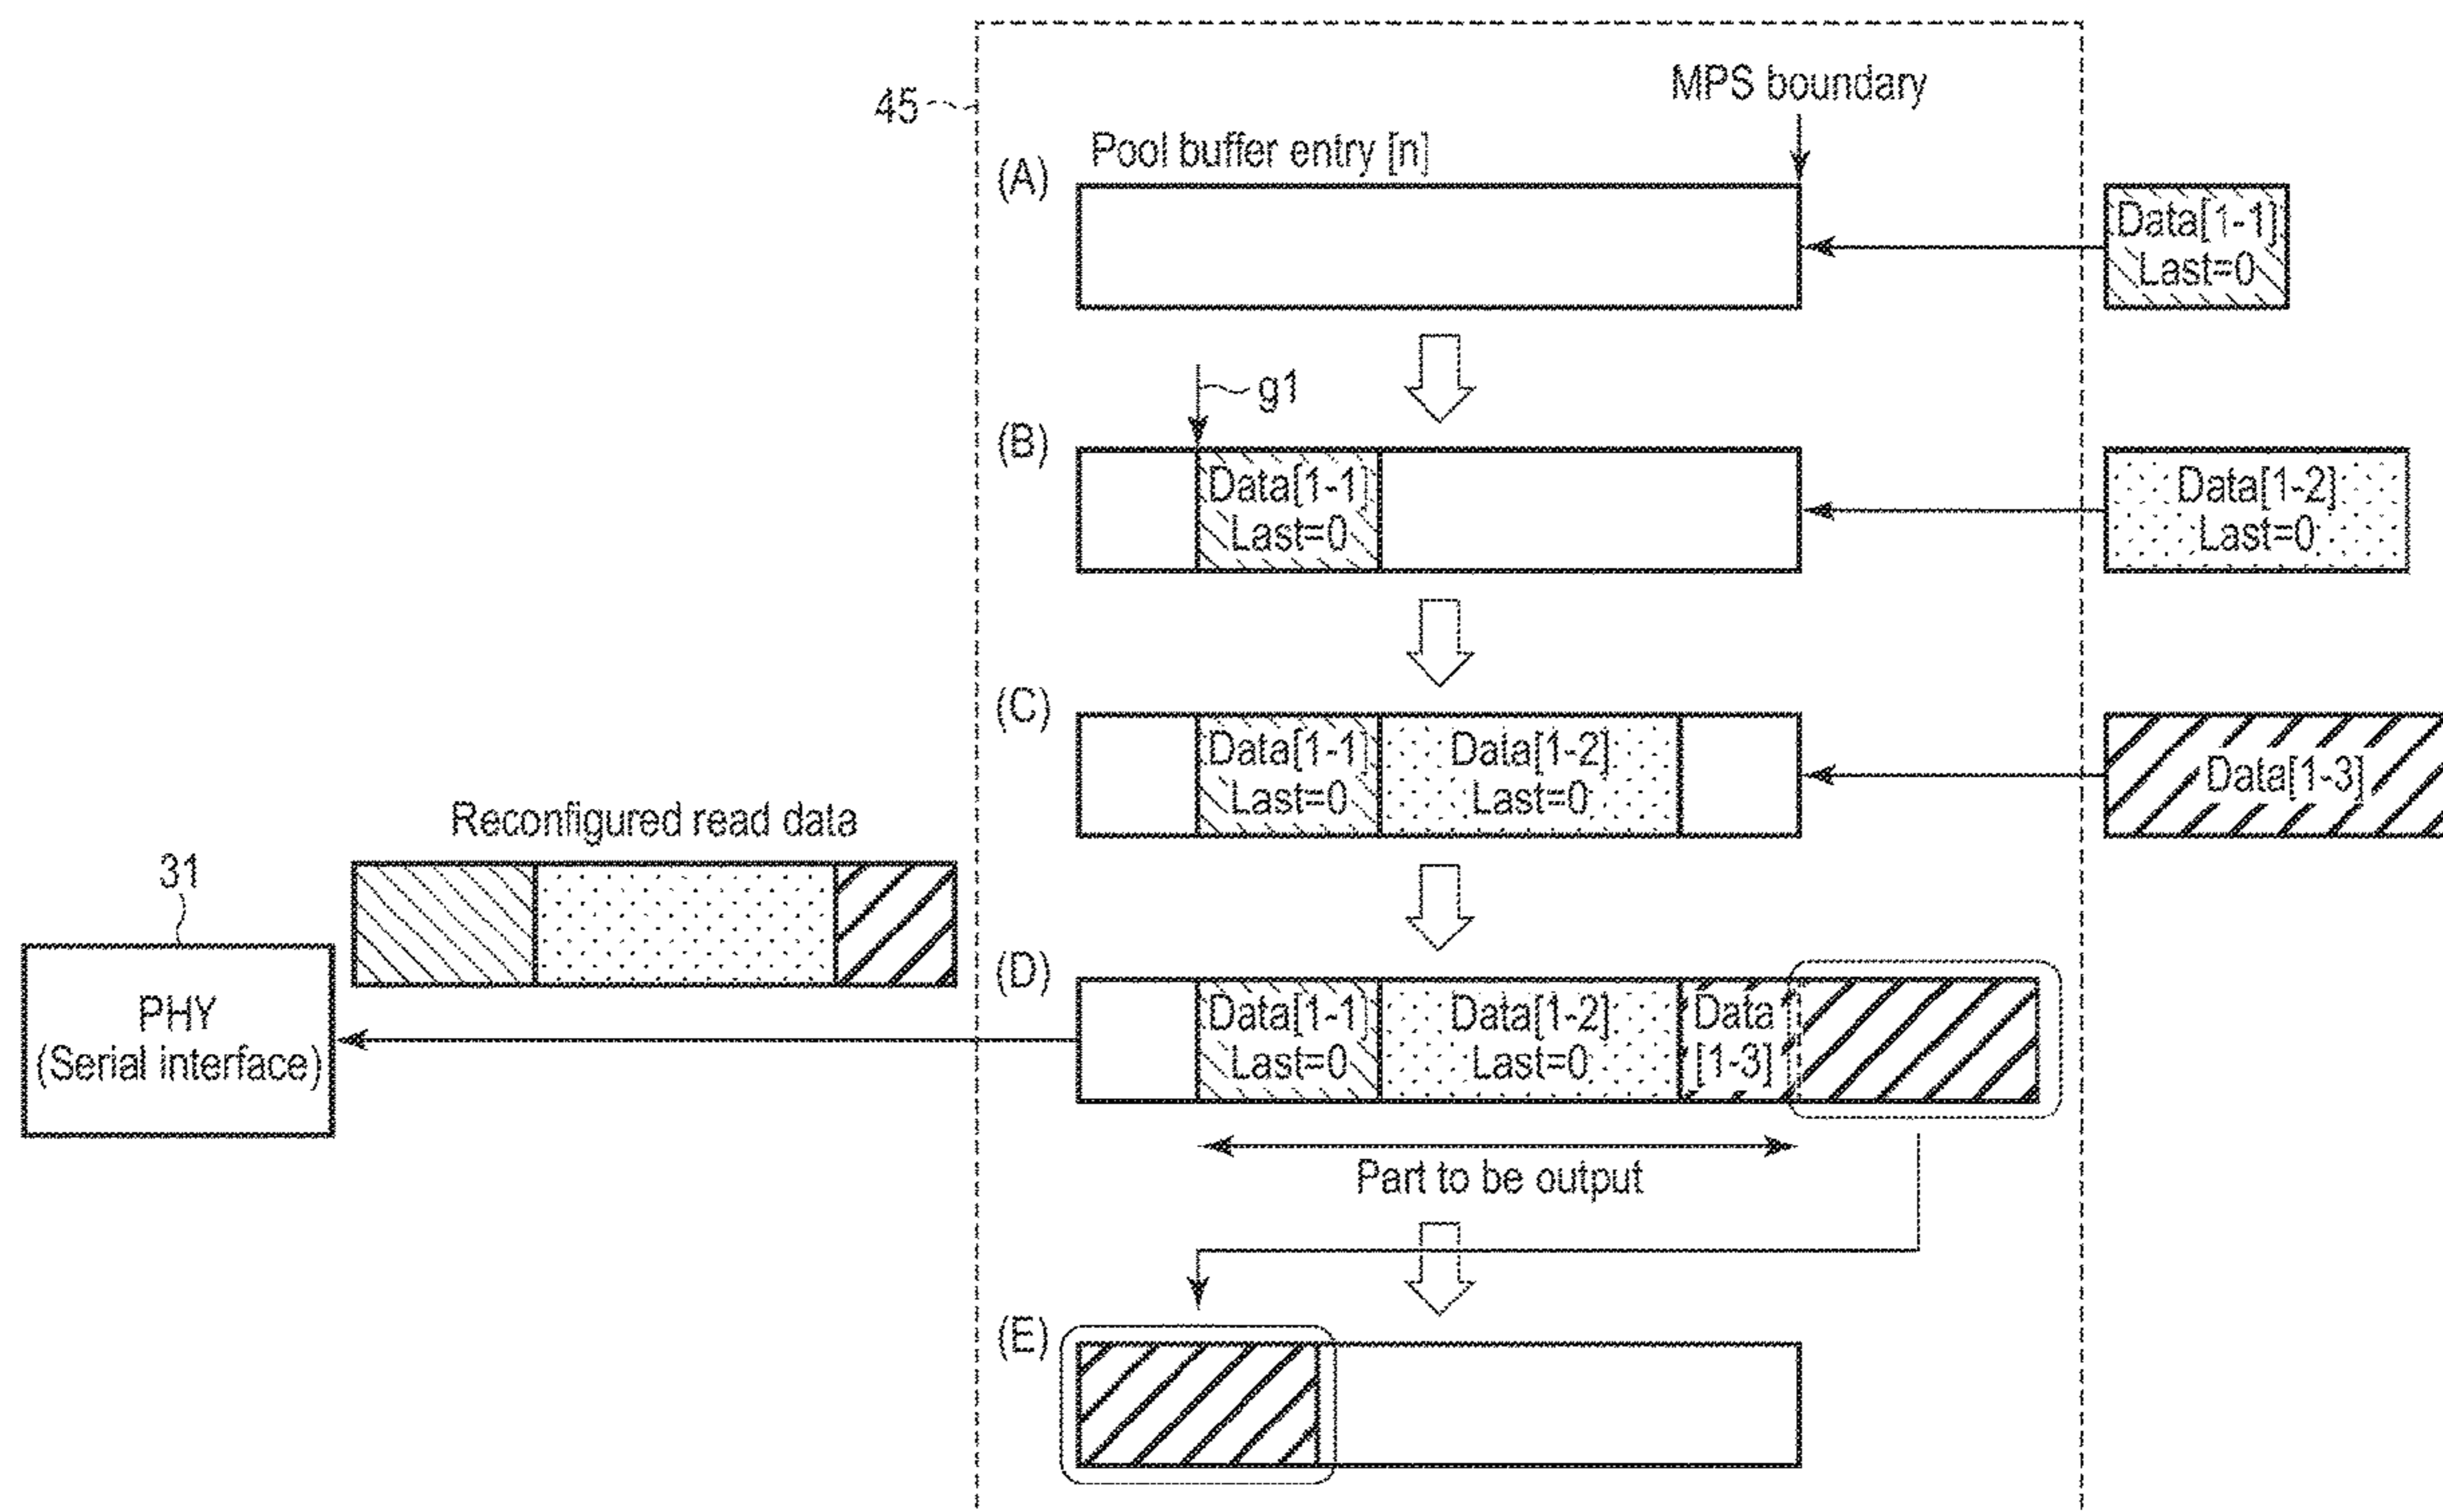 45
MPS boundary
(A)
Pool buffer entry [n]
Data[1-1]
Last=0
g1
(B)
Data[1-1]
Last=0
Data[1-2]
Last=0
(C)
Data[1-1]
Last=0
Data[1-2]
Last=0
Data[1-3]
Reconfigured read data
31
PHY
(Serial interface)
(D)
Data[1-1]
Last=0
Data[1-2]
Last=0
Data
[1-3]
Part to be output
(E)